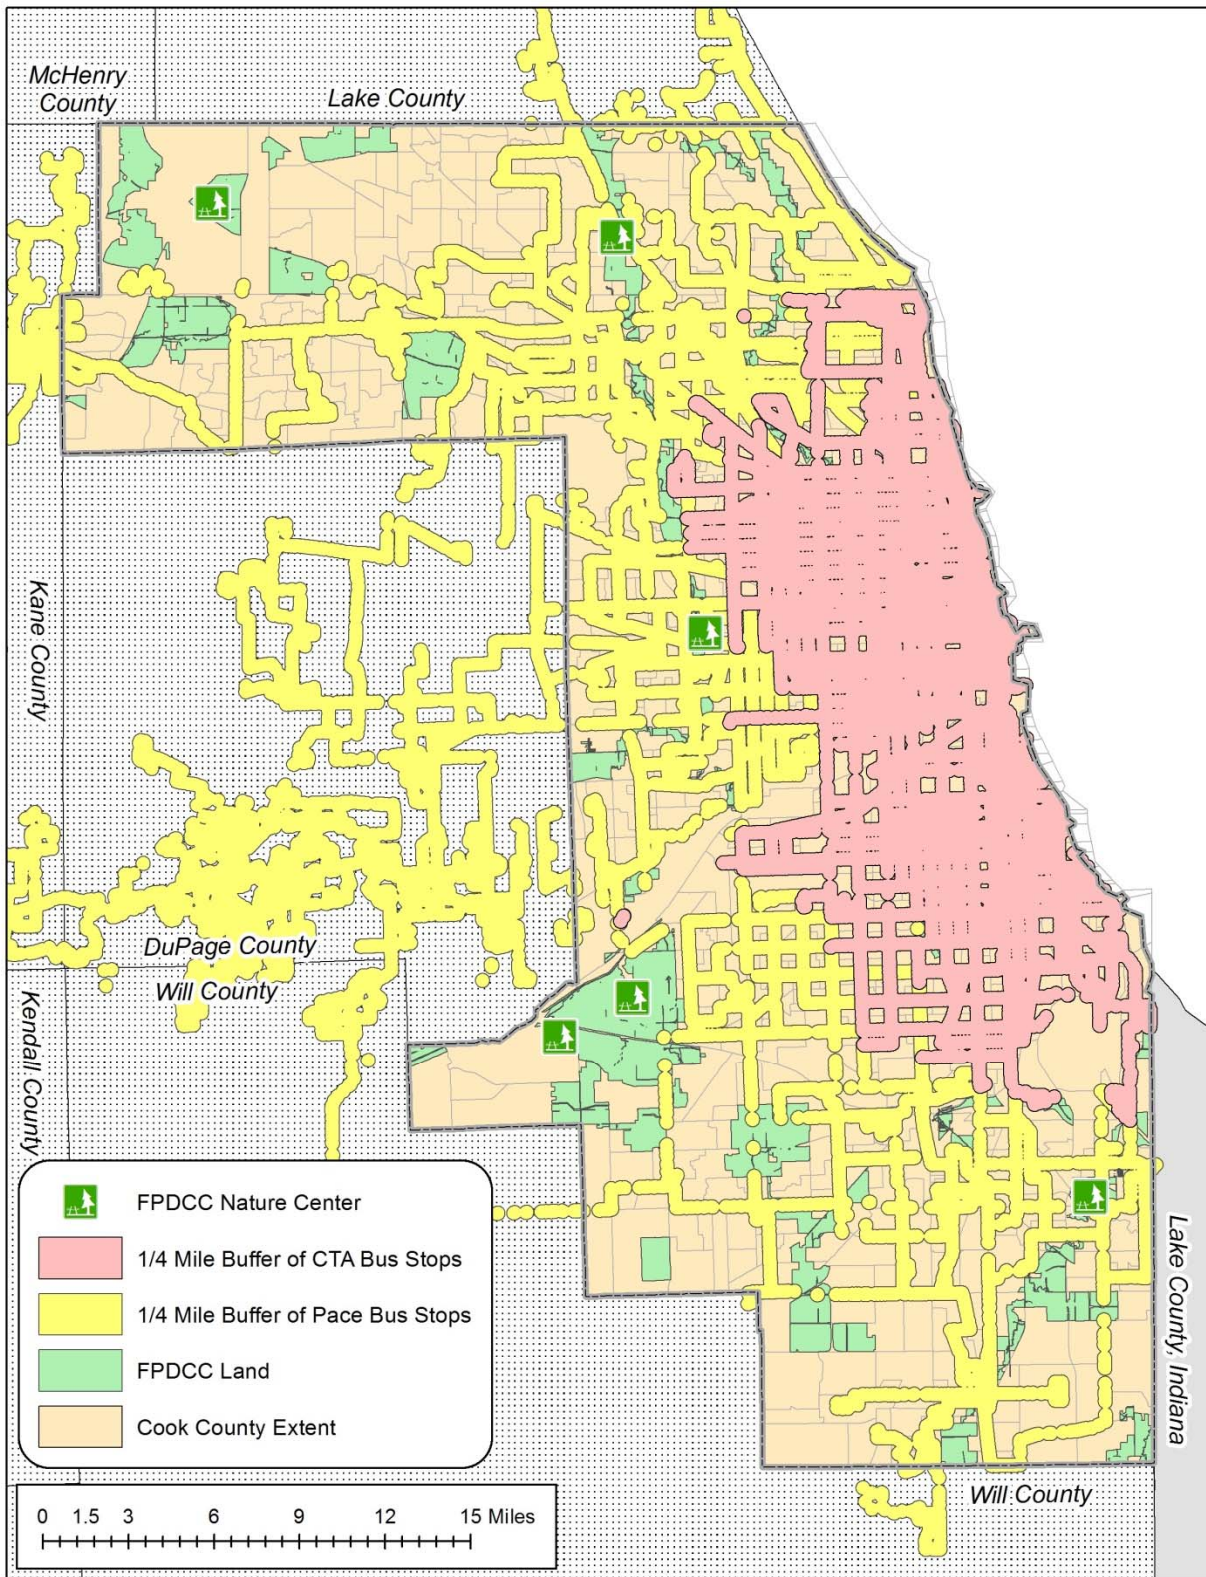 McHenry
County
Lake County
Kane County
DuPage County
Will County
Kendall County
FPDCC Nature Center
1/4 Mile Buffer of CTA Bus Stops
1/4 Mile Buffer of Pace Bus Stops
FPDCC Land
Cook County Extent
Lake County, Indiana
Will County
0 1.5 3 6 9 12 15 Miles